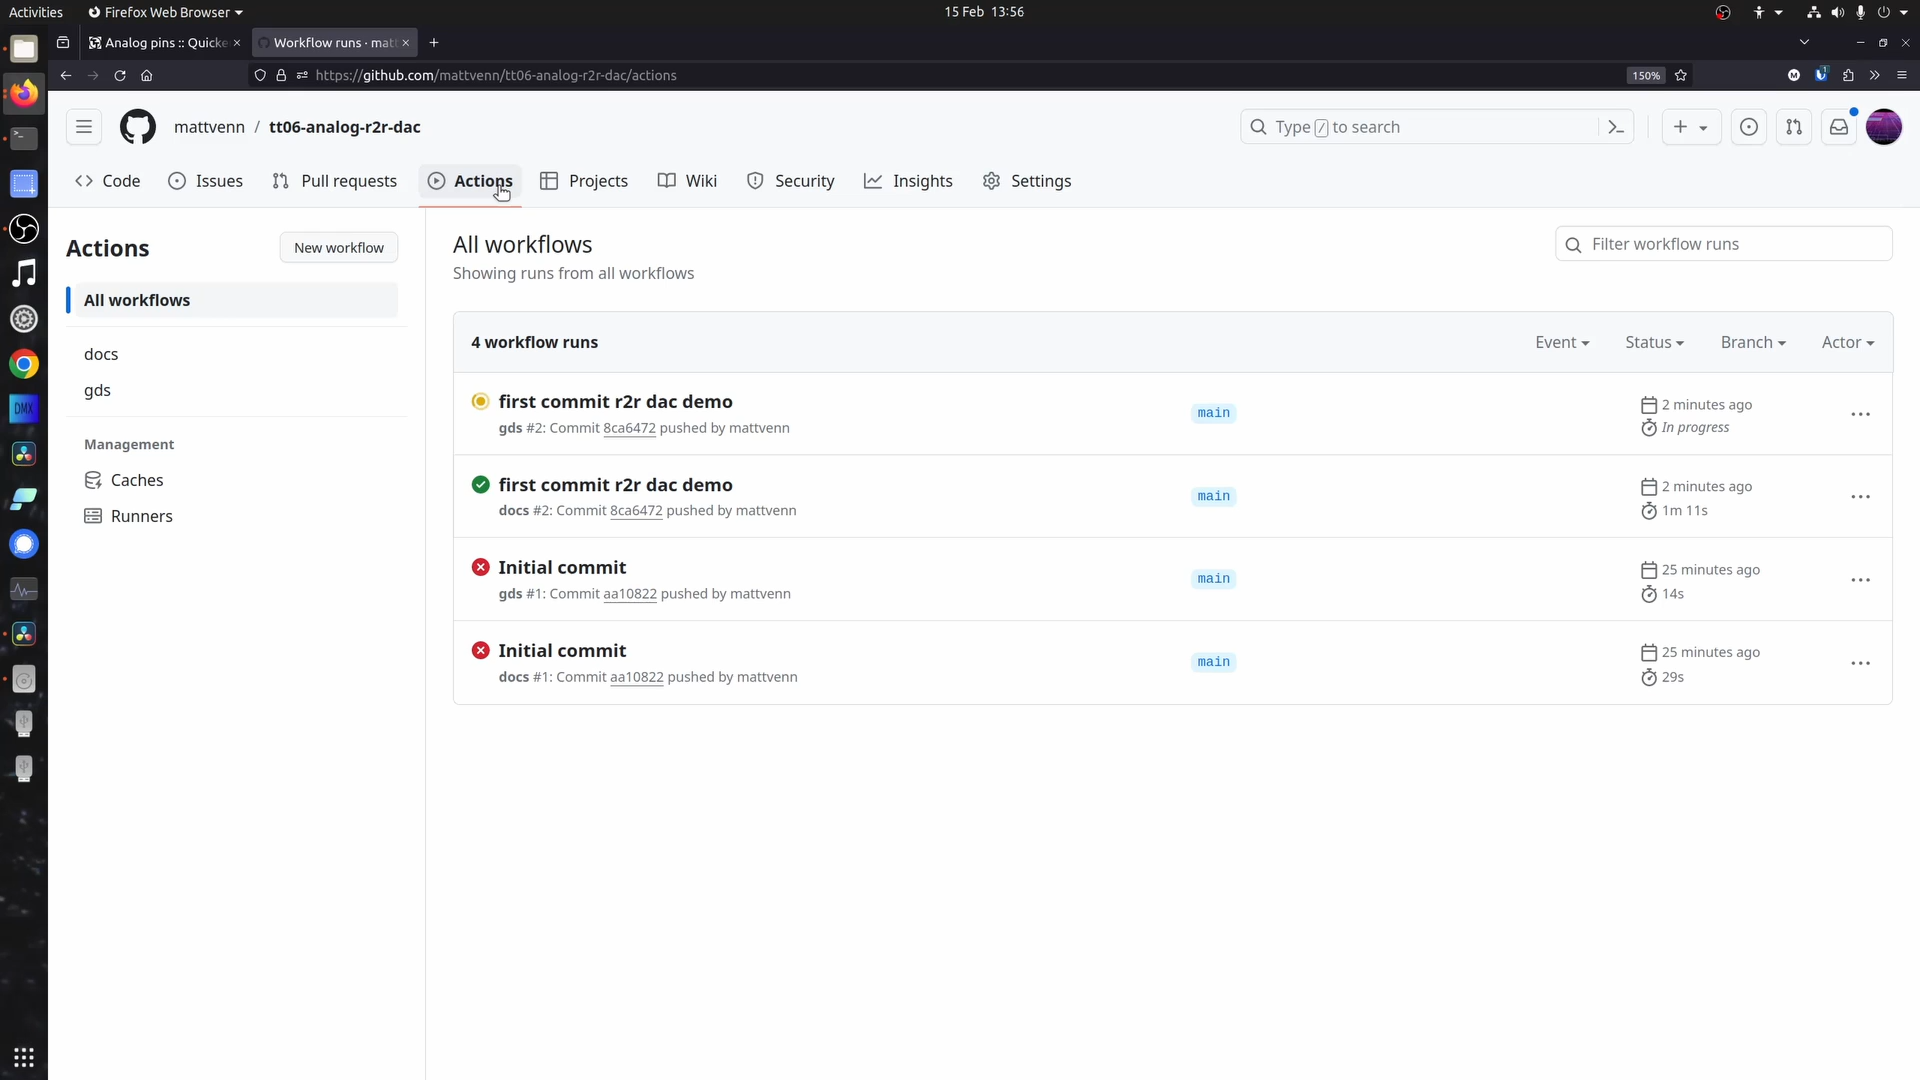 Activities
Firefox Web Browser
15 Feb 13:56
Analog pins :: Quicke
Workflow runs · matt
https://github.com/mattvenn/tt06-analog-r2r-dac/actions
150%
mattvenn / tt06-analog-r2r-dac
Type / to search
Code
Issues
Pull requests
Actions
Projects
Wiki
Security
Insights
Settings
Actions
New workflow
All workflows
docs
gds
Management
Caches
Runners
All workflows
Showing runs from all workflows
Filter workflow runs
4 workflow runs
Event
Status
Branch
Actor
first commit r2r dac demo
gds #2: Commit 8ca6472 pushed by mattvenn
main
2 minutes ago
In progress
first commit r2r dac demo
docs #2: Commit 8ca6472 pushed by mattvenn
main
2 minutes ago
1m 11s
Initial commit
gds #1: Commit aa10822 pushed by mattvenn
main
25 minutes ago
14s
Initial commit
docs #1: Commit aa10822 pushed by mattvenn
main
25 minutes ago
29s
DMX
M
1